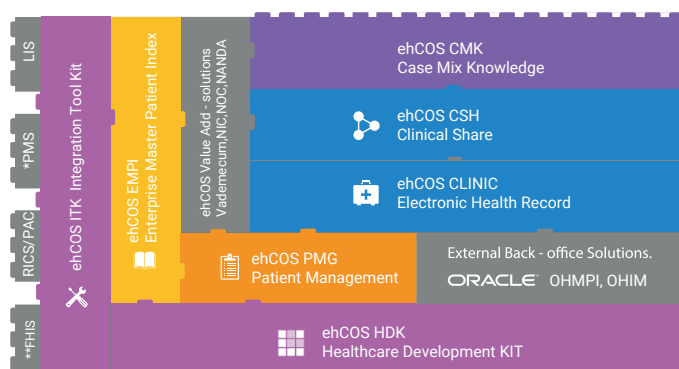 LIS
*PMS
RICS/PAC
**FHIS
ehCOS ITK Integration Tool Kit
ehCOS EMPI
Enterprise Master Patient Index
ehCOS Value Add - solutions
Vademecum,NIC,NOC,NANDA
ehCOS CMK
Case Mix Knowledge
ehCOS CSH
Clinical Share
ehCOS CLINIC
Electronic Health Record
ehCOS PMG
Patient Management
External Back - office Solutions.
ORACLE OHMPI, OHIM
ehCOS HDK
Healthcare Development KIT